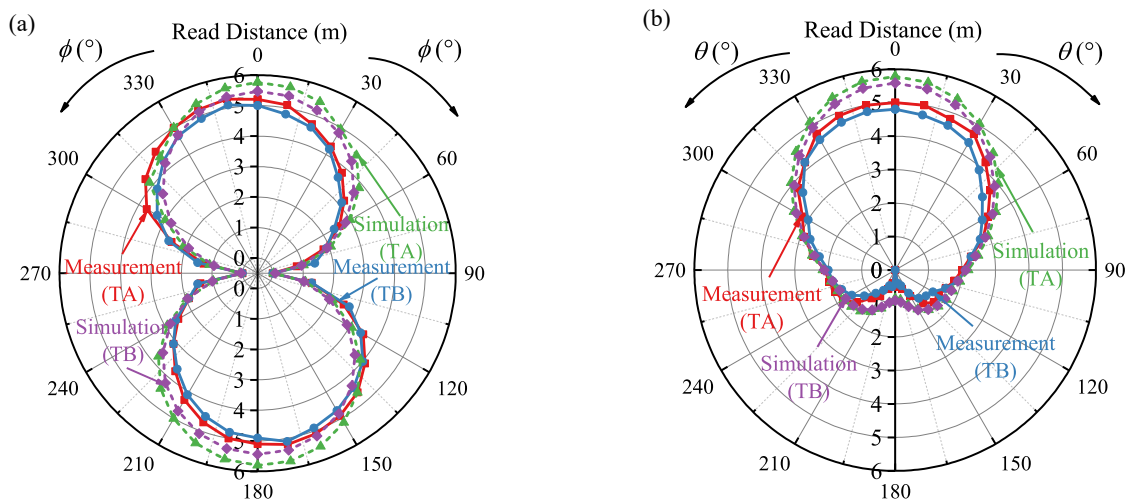 (a)
Read Distance (m)
ϕ (°)
ϕ (°)
0
330
30
300
60
270
90
240
120
210
150
180
6
5
4
3
2
1
0
0
1
2
3
4
5
6
Simulation
(TA)
Measurement
(TA)
Measurement
(TB)
Simulation
(TB)
(b)
Read Distance (m)
θ (°)
θ (°)
0
330
30
300
60
270
90
240
120
210
150
180
6
5
4
3
2
1
0
1
2
3
4
5
6
Simulation
(TA)
Measurement
(TA)
Measurement
(TB)
Simulation
(TB)